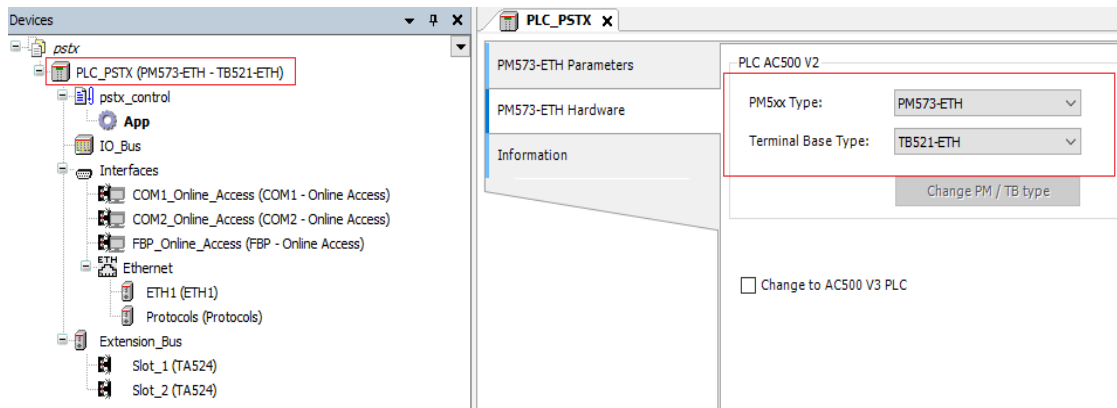 Devices
pstx
PLC_PSTX (PM573-ETH - TB521-ETH)
pstx_control
App
IO_Bus
Interfaces
COM1_Online_Access (COM1 - Online Access)
COM2_Online_Access (COM2 - Online Access)
FBP_Online_Access (FBP - Online Access)
ETH
Ethernet
ETH1 (ETH1)
Protocols (Protocols)
Extension_Bus
Slot_1 (TA524)
Slot_2 (TA524)
PLC_PSTX
PM573-ETH Parameters
PM573-ETH Hardware
Information
PLC AC500 V2
PM5xx Type: PM573-ETH
Terminal Base Type: TB521-ETH
Change PM / TB type
Change to AC500 V3 PLC